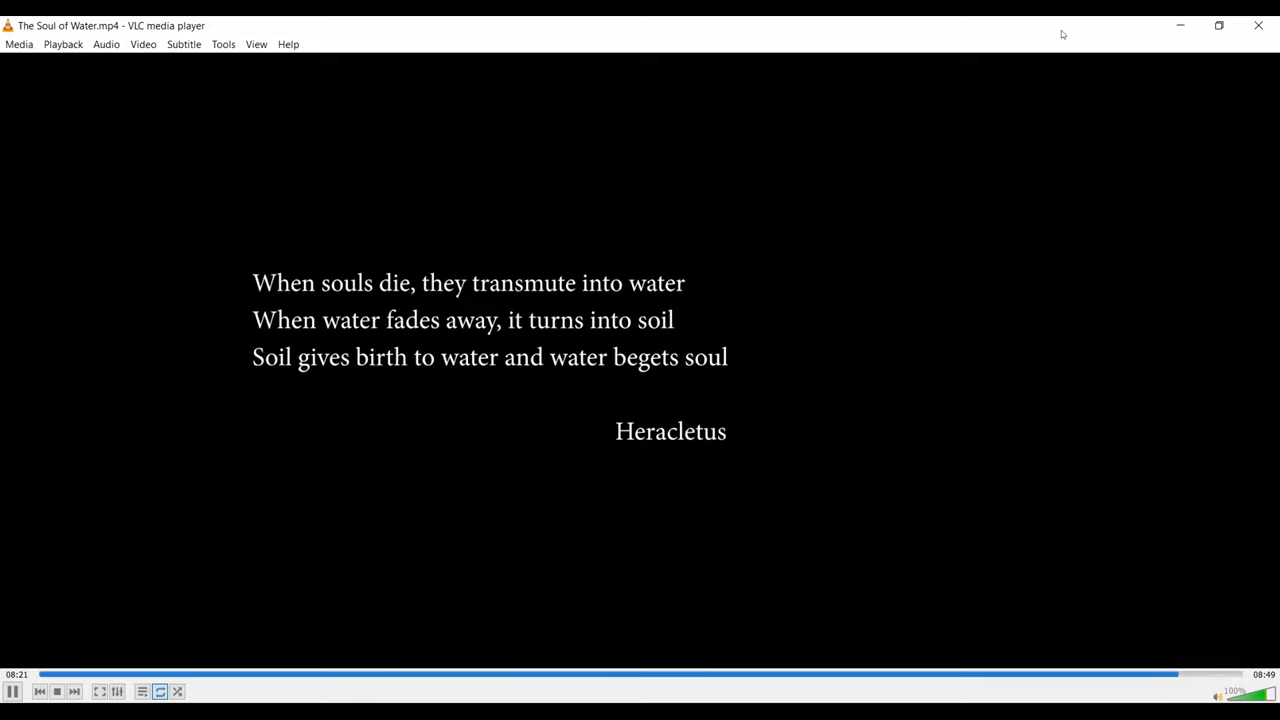 The Soul of Water.mp4 - VLC media player
Media Playback Audio Video Subtitle Tools View Help
When souls die, they transmute into water
When water fades away, it turns into soil
Soil gives birth to water and water begets soul
Heracletus
08:21 08:49
100%